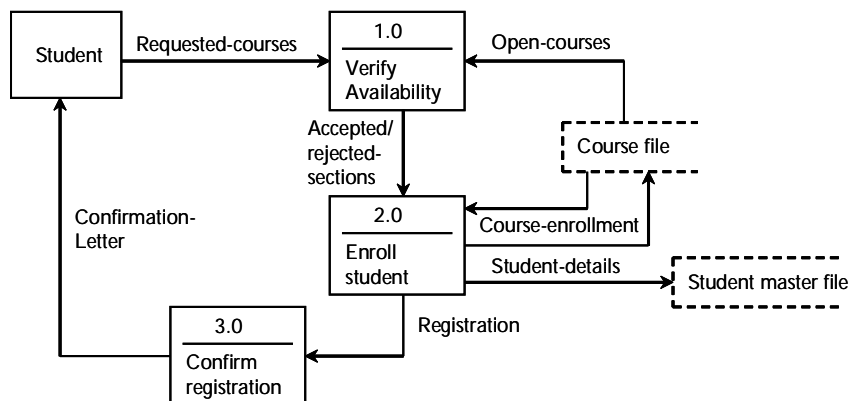 Student
Requested-courses
1.0
Verify
Availability
Open-courses
Accepted/
rejected-
sections
Course file
Confirmation-
Letter
2.0
Enroll
student
Course-enrollment
Student-details
Student master file
3.0
Confirm
registration
Registration